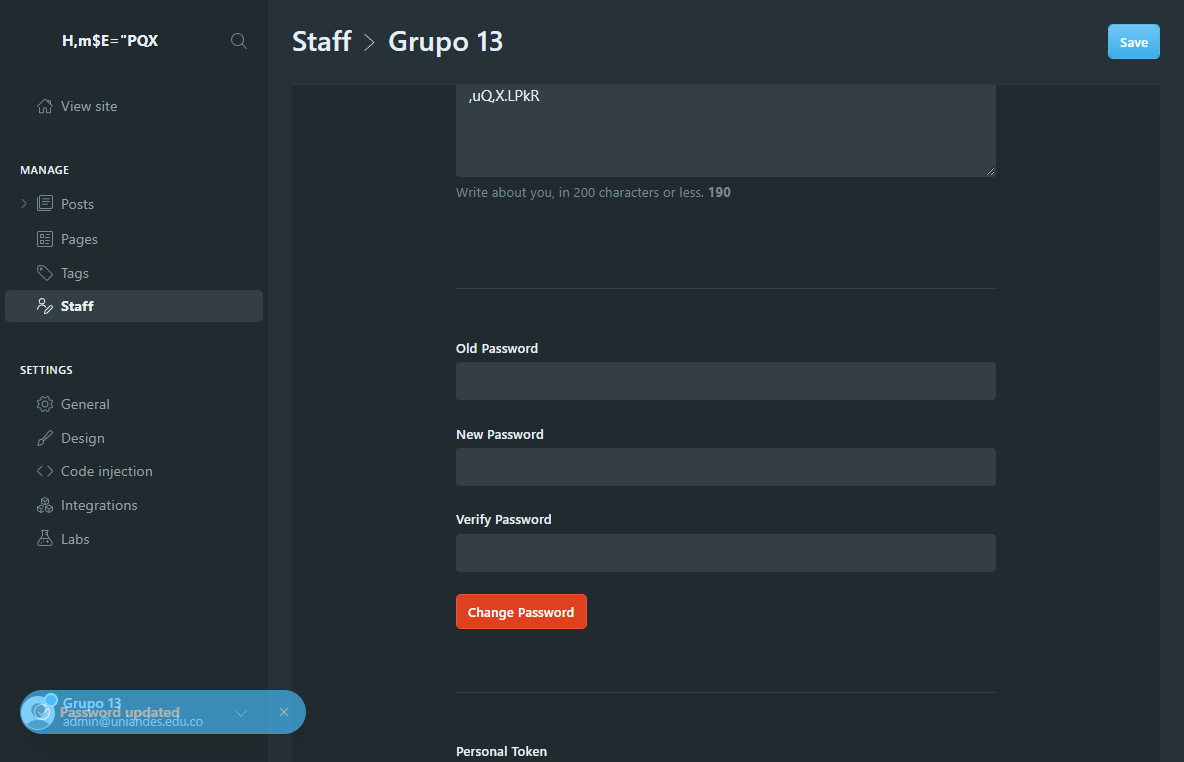 H,m$E="PQX
Staff > Grupo 13
Save
View site
MANAGE
Posts
Pages
Tags
Staff
SETTINGS
General
Design
Code injection
Integrations
Labs
Grupo 13
Password updated
admin@uniandes.edu.co
,uQ,X.LPkR
Write about you, in 200 characters or less. 190
Old Password
New Password
Verify Password
Change Password
Personal Token